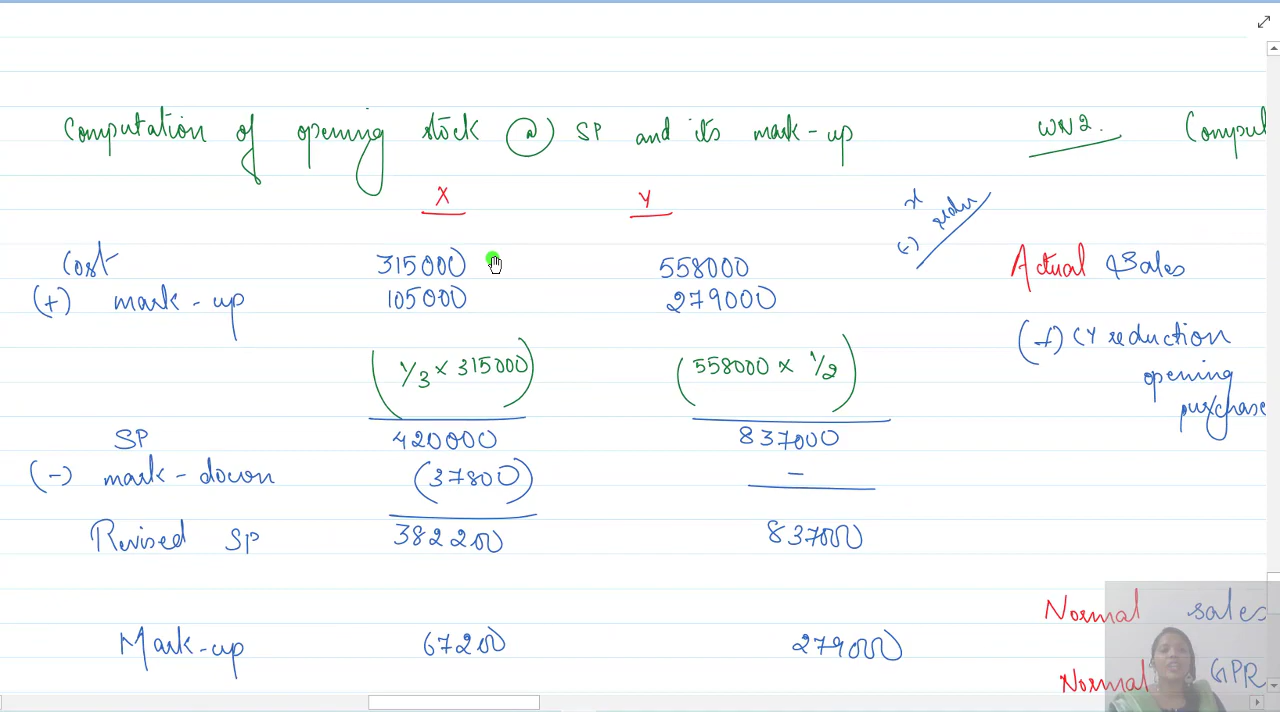 Computation of opening stock @ SP and its mark-up
X Y
Cost 315000 558000
(+) mark-up 105000 279000
(1/3 x 315000) (558000 x 1/2)
SP 420000 837000
(-) mark-down (37800) -
Revised SP 382200 837000
Mark-up 67200 279000
WN2.
x
(-) redu
Actual Sales
(+) CY reduction
opening
purchase
Normal sales
Normal GPR